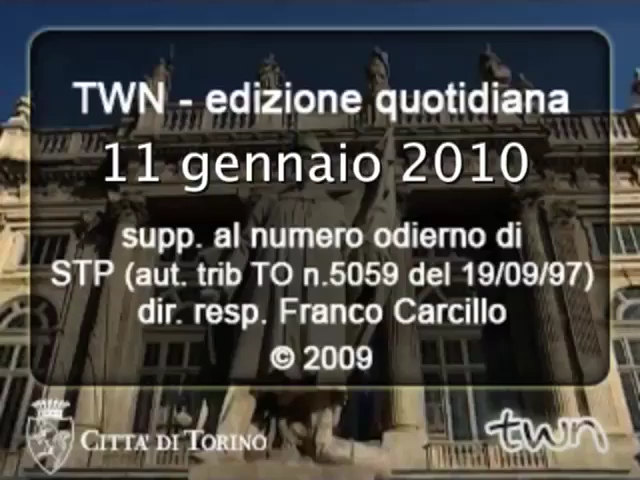 TWN - edizione quotidiana
11 gennaio 2010
supp. al numero odierno di
STP (aut. trib TO n.5059 del 19/09/97)
dir. resp. Franco Carcillo
© 2009
CITTA' DI TORINO
twn